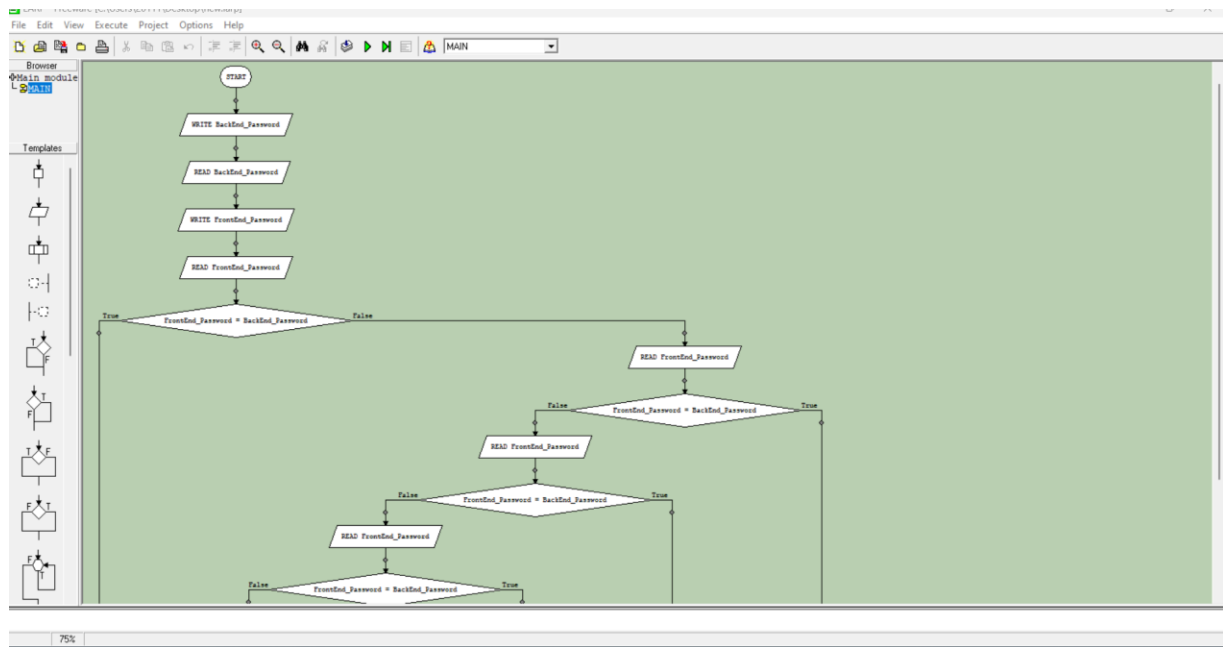 File Edit View Execute Project Options Help
MAIN
Browser
Main module
MAIN
Templates
START
WRITE BackEnd_Password
READ BackEnd_Password
WRITE FrontEnd_Password
READ FrontEnd_Password
True
FrontEnd_Password = BackEnd_Password
False
READ FrontEnd_Password
False
FrontEnd_Password = BackEnd_Password
True
READ FrontEnd_Password
False
FrontEnd_Password = BackEnd_Password
True
READ FrontEnd_Password
False
FrontEnd_Password = BackEnd_Password
True
T
F
T
F
T F
F T
F
T
75%